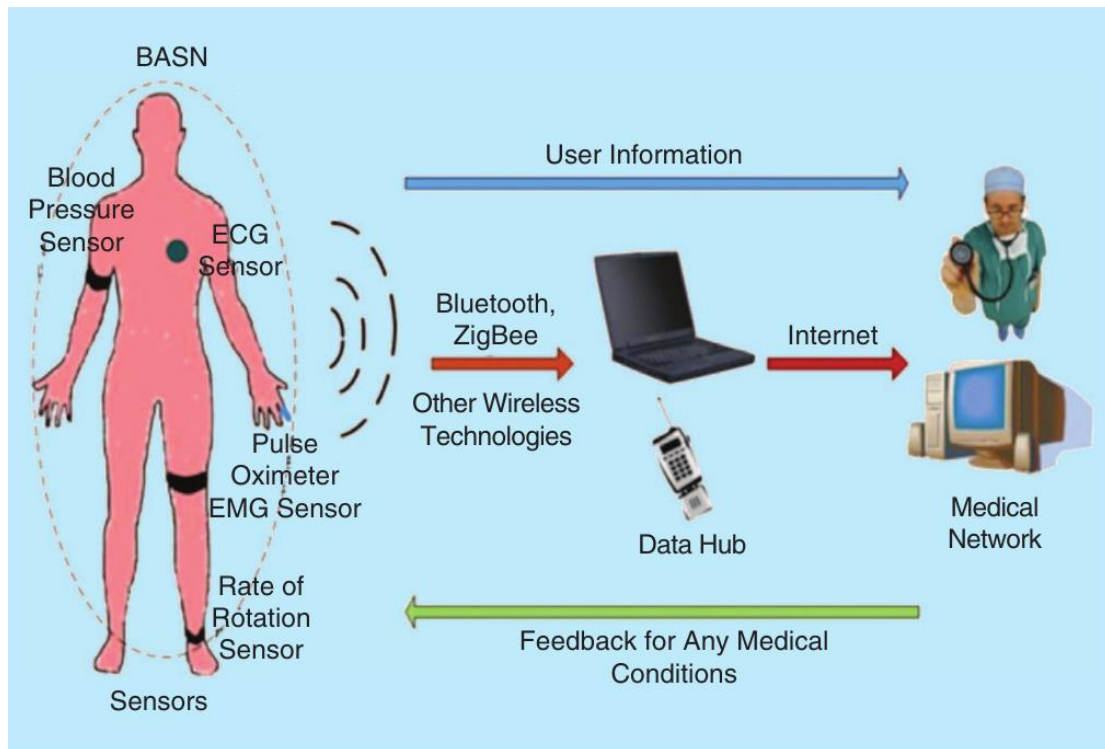 BASN
Blood
Pressure
Sensor
ECG
Sensor
Pulse
Oximeter
EMG Sensor
Rate of
Rotation
Sensor
Sensors
User Information
Bluetooth,
ZigBee
Other Wireless
Technologies
Internet
Data Hub
Medical
Network
Feedback for Any Medical
Conditions